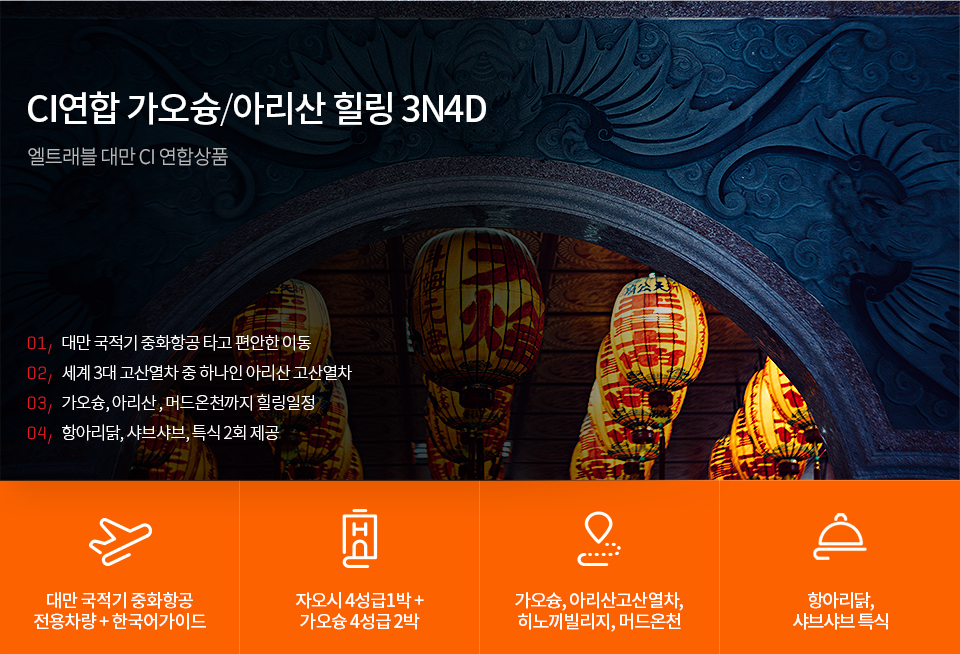 CI연합 가오슝/아리산 힐링 3N4D
엘트래블 대만 CI 연합상품
01, 대만 국적기 중화항공 타고 편안한 이동
02, 세계 3대 고산열차 중 하나인 아리산 고산열차
03, 가오슝, 아리산 , 머드온천까지 힐링일정
04, 항아리닭, 샤브샤브, 특식 2회 제공
대만 국적기 중화항공
전용차량 + 한국어가이드
자오시 4성급1박 +
가오슝 4성급 2박
가오슝, 아리산고산열차,
히노끼빌리지, 머드온천
항아리닭,
샤브샤브 특식